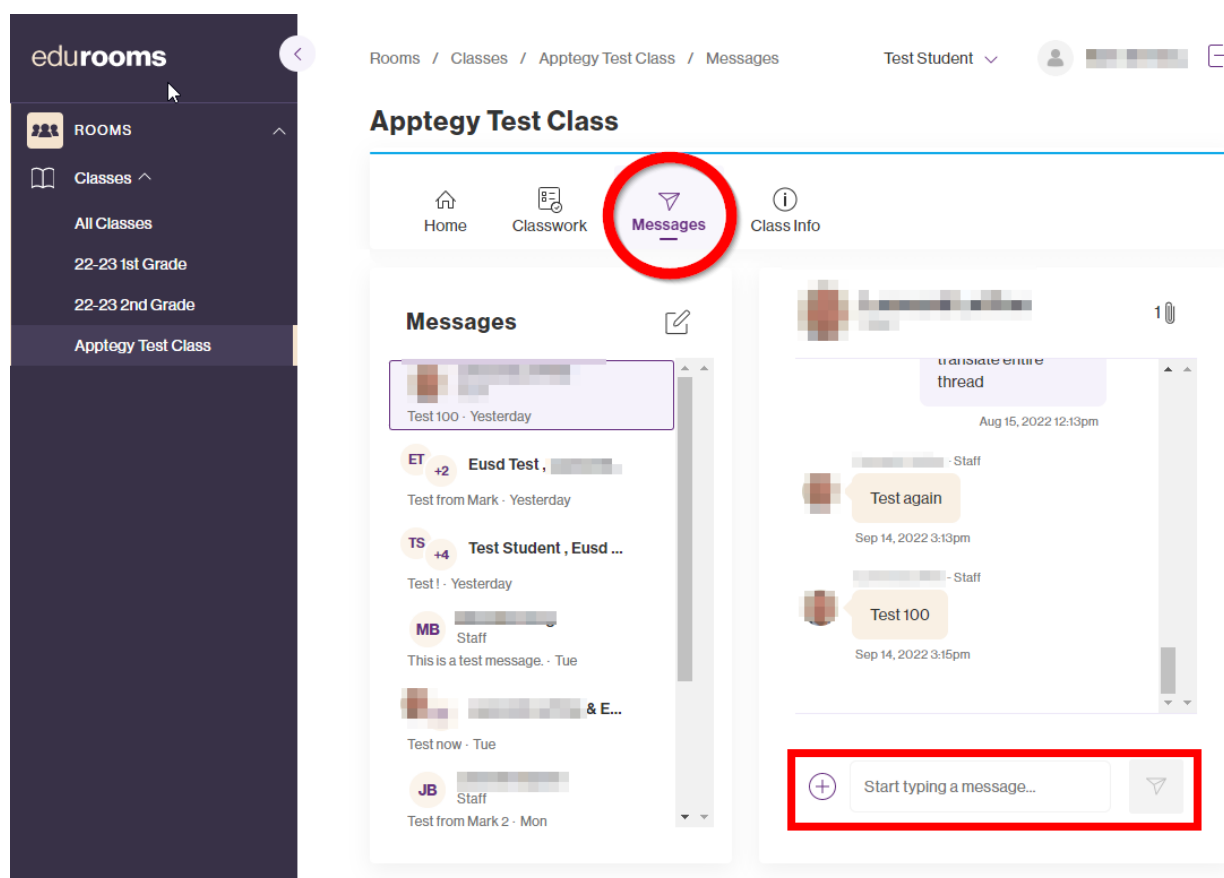 edurooms
Rooms / Classes / Apptegy Test Class / Messages
Test Student
ROOMS
Classes
All Classes
22-23 1st Grade
22-23 2nd Grade
Apptegy Test Class
Apptegy Test Class
Home
Classwork
Messages
Class Info
Messages
Test 100 · Yesterday
ET
+2
Eusd Test ,
Test from Mark · Yesterday
TS
+4
Test Student , Eusd ...
Test ! · Yesterday
MB
Staff
This is a test message. · Tue
& E...
Test now · Tue
JB
Staff
Test from Mark 2 · Mon
1
translate entire
thread
Aug 15, 2022 12:13pm
· Staff
Test again
Sep 14, 2022 3:13pm
· Staff
Test 100
Sep 14, 2022 3:15pm
Start typing a message...